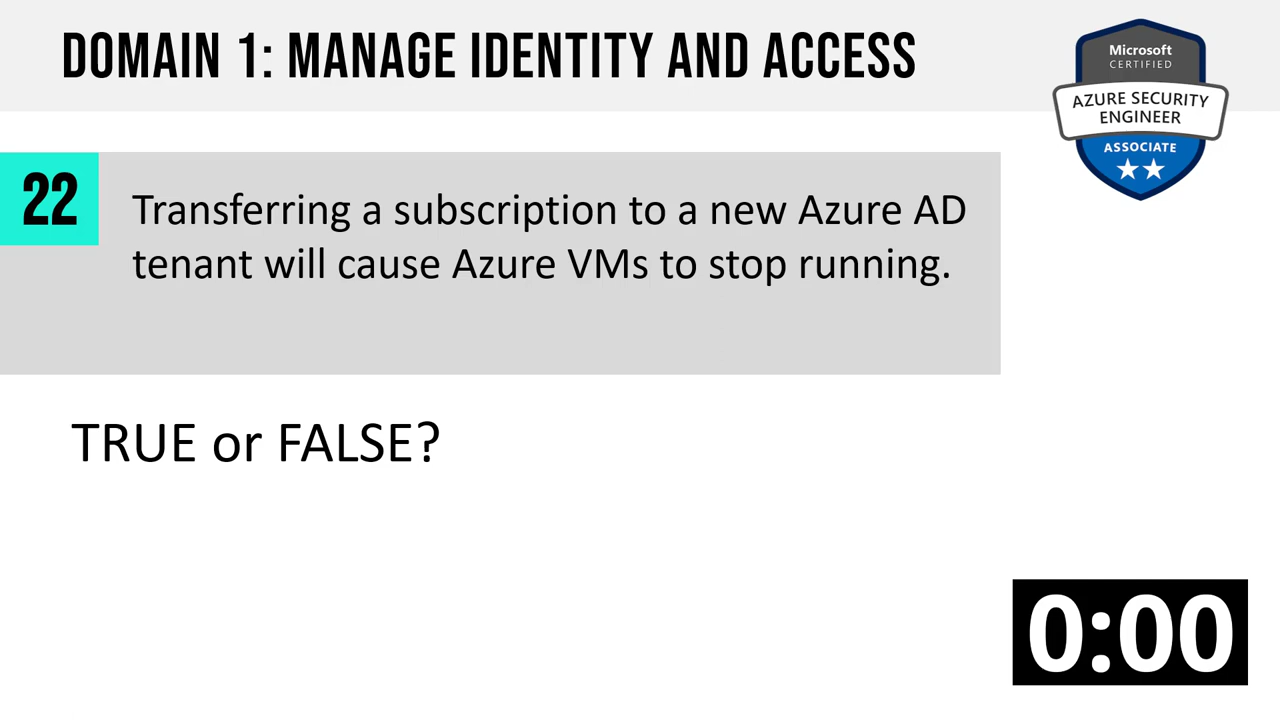 DOMAIN 1: MANAGE IDENTITY AND ACCESS
Microsoft
CERTIFIED
AZURE SECURITY
ENGINEER
ASSOCIATE
22
Transferring a subscription to a new Azure AD
tenant will cause Azure VMs to stop running.
TRUE or FALSE?
0:00